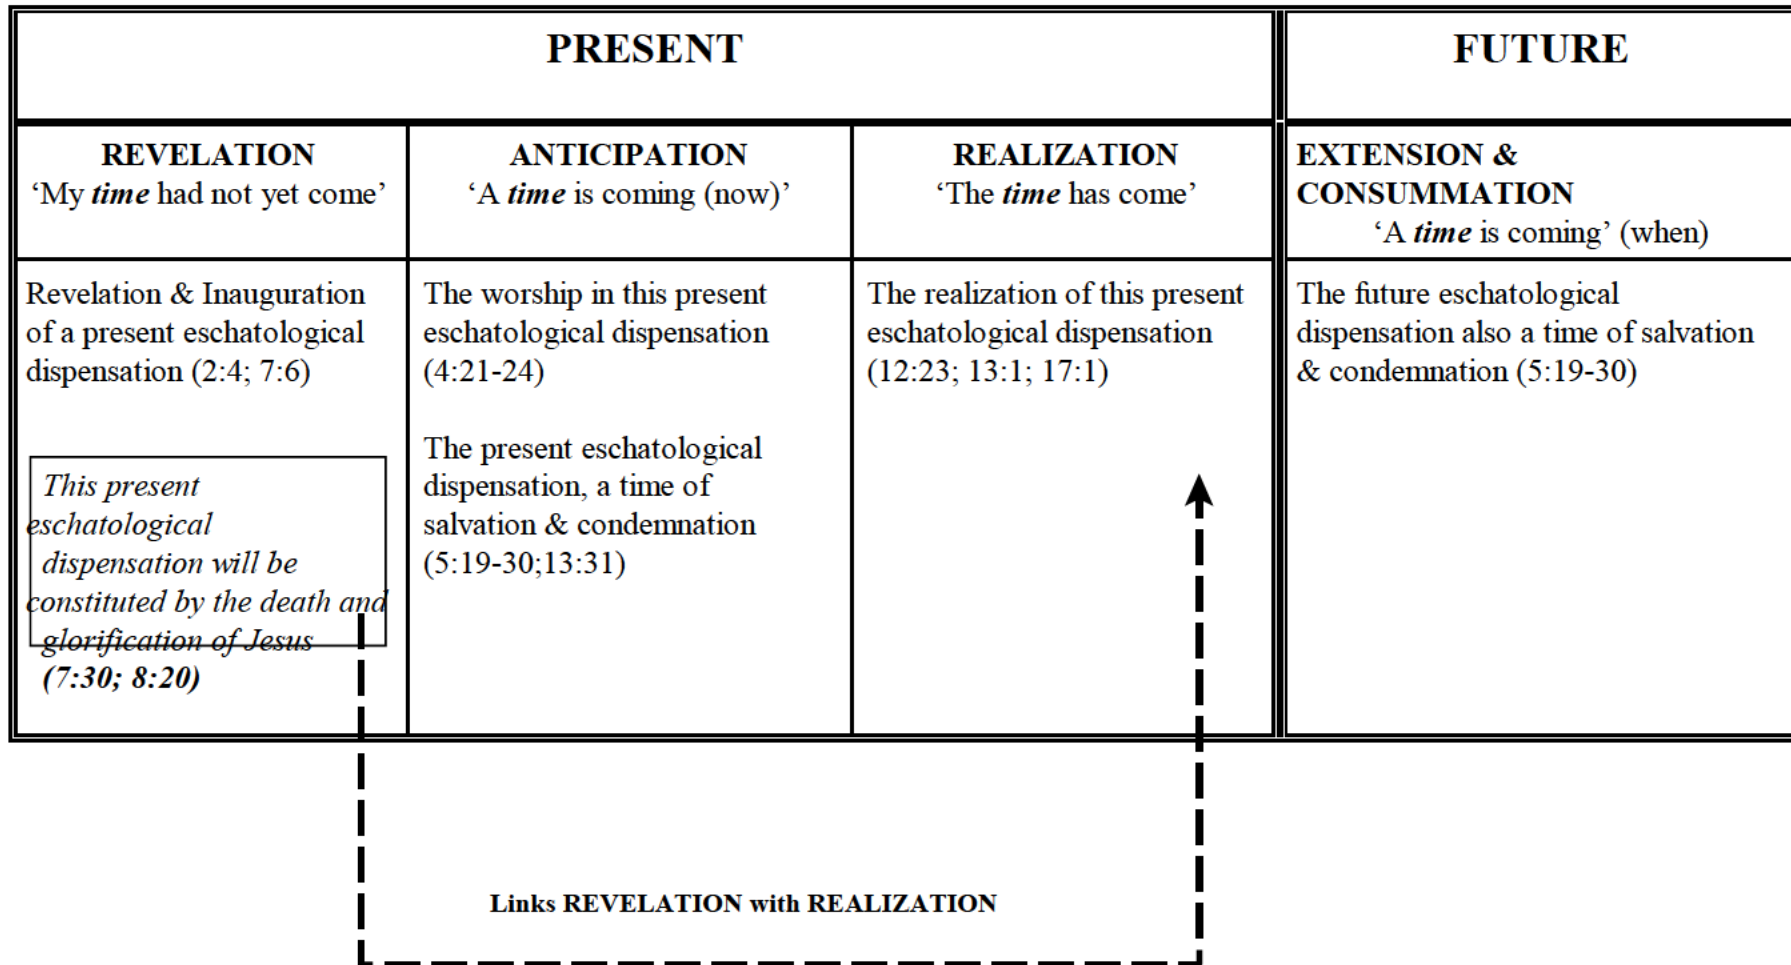 PRESENT
FUTURE
REVELATION
‘My time had not yet come’
ANTICIPATION
‘A time is coming (now)’
REALIZATION
‘The time has come’
EXTENSION &
CONSUMMATION
‘A time is coming’ (when)
Revelation & Inauguration
of a present eschatological
dispensation (2:4; 7:6)
This present
eschatological
dispensation will be
constituted by the death and
glorification of Jesus
(7:30; 8:20)
The worship in this present
eschatological dispensation
(4:21-24)
The present eschatological
dispensation, a time of
salvation & condemnation
(5:19-30;13:31)
The realization of this present
eschatological dispensation
(12:23; 13:1; 17:1)
The future eschatological
dispensation also a time of salvation
& condemnation (5:19-30)
Links REVELATION with REALIZATION